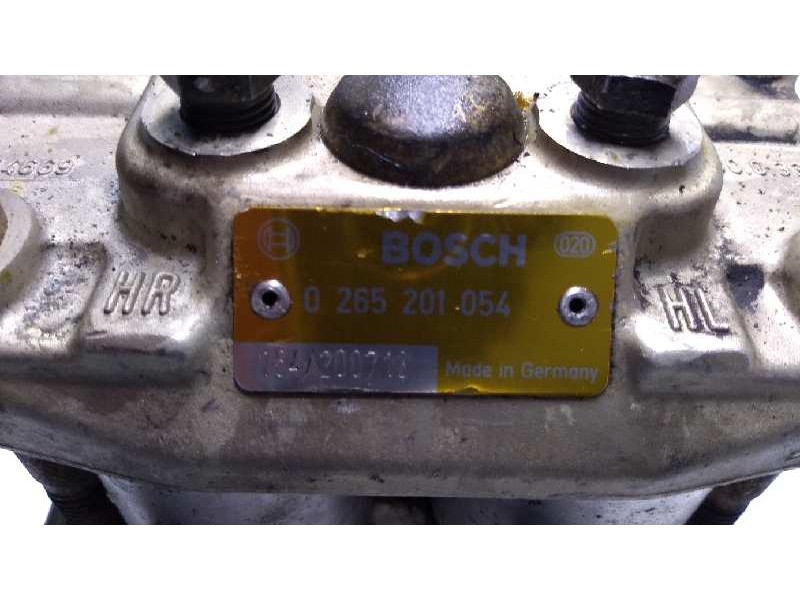 BOSCH 020
HR 0 265 201 054 HL
Made in Germany